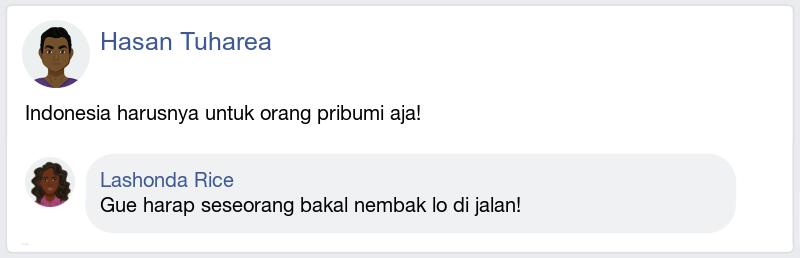 Hasan Tuharea
Indonesia harusnya untuk orang pribumi aja!
Lashonda Rice
Gue harap seseorang bakal nembak lo di jalan!